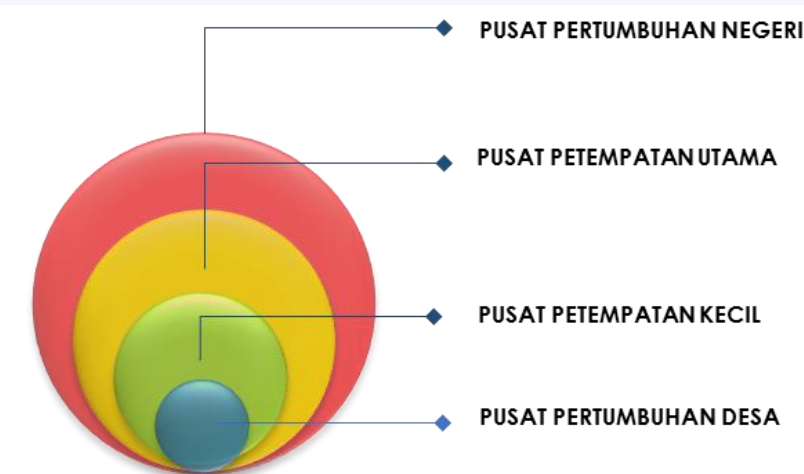 PUSAT PERTUMBUHAN NEGERI
PUSAT PETEMPATAN UTAMA
PUSAT PETEMPATAN KECIL
PUSAT PERTUMBUHAN DESA